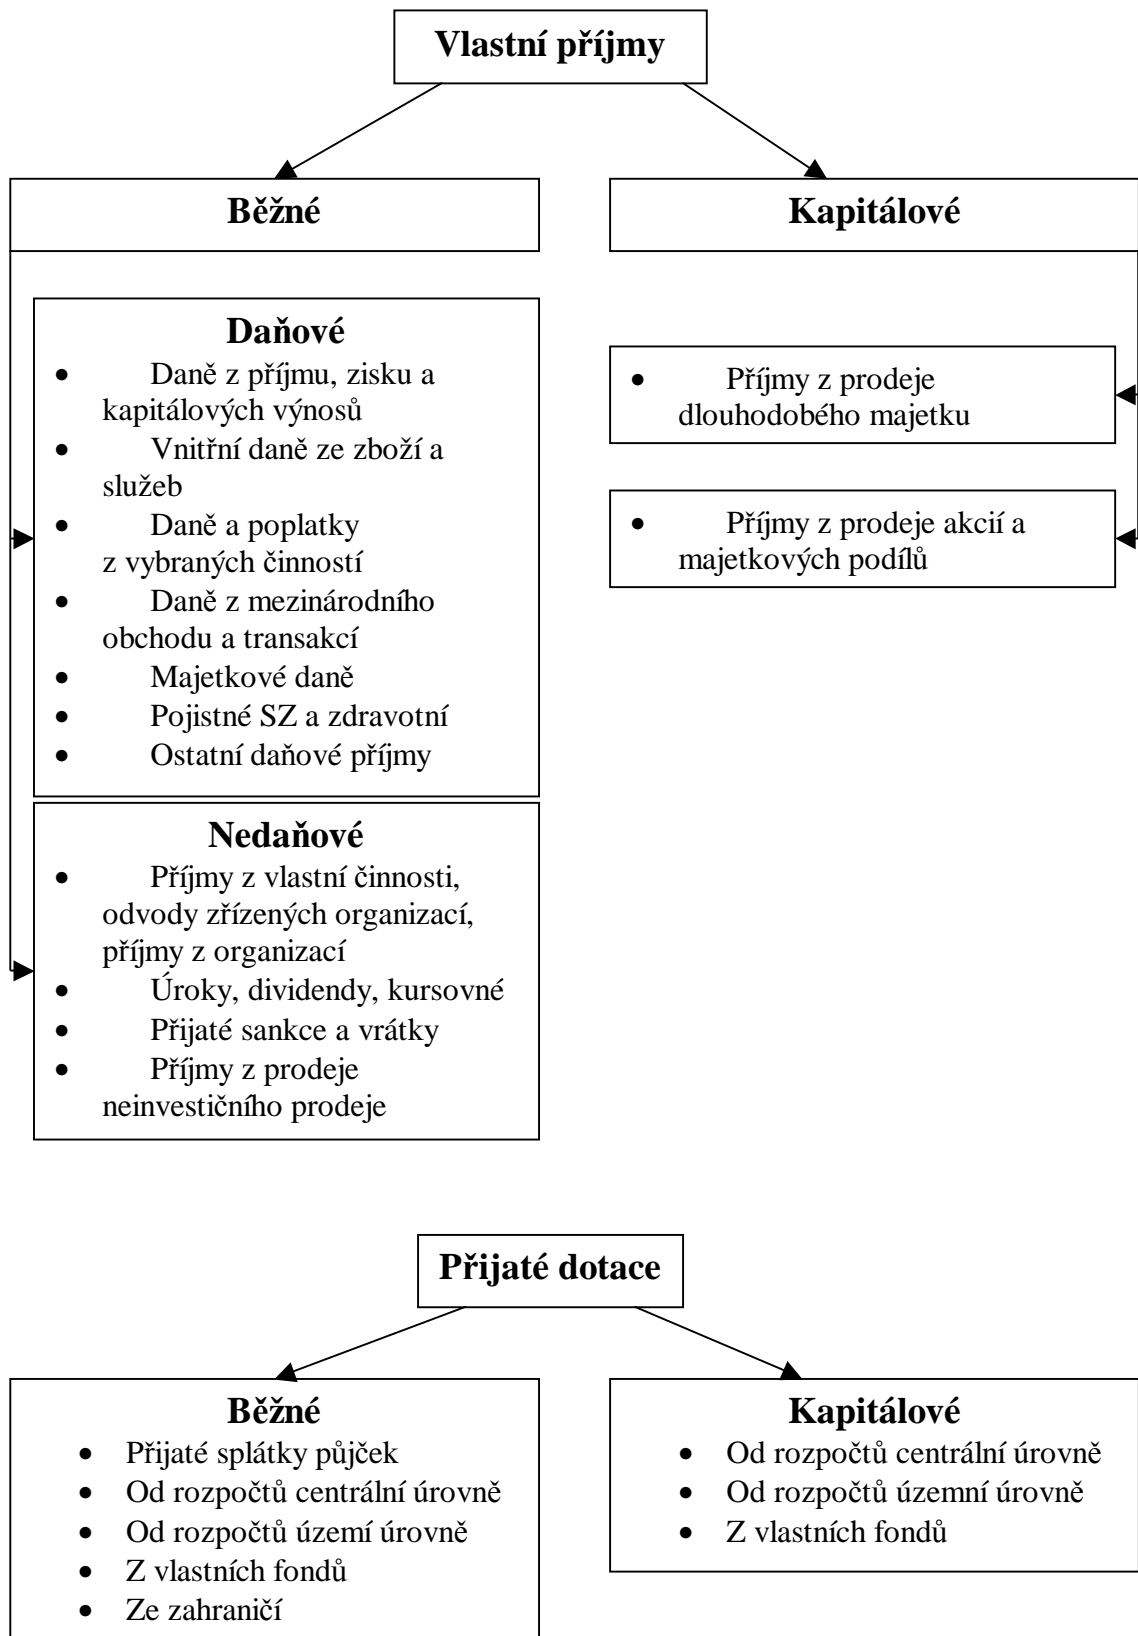 Vlastní příjmy
Běžné
Kapitálové
Daňové
• Daně z příjmu, zisku a
kapitálových výnosů
• Vnitřní daně ze zboží a
služeb
• Daně a poplatky
z vybraných činností
• Daně z mezinárodního
obchodu a transakcí
• Majetkové daně
• Pojistné SZ a zdravotní
• Ostatní daňové příjmy
• Příjmy z prodeje
dlouhodobého majetku
• Příjmy z prodeje akcií a
majetkových podílů
Nedaňové
• Příjmy z vlastní činnosti,
odvody zřízených organizací,
příjmy z organizací
• Úroky, dividendy, kursovné
• Přijaté sankce a vrátky
• Příjmy z prodeje
neinvestičního prodeje
Přijaté dotace
Běžné
• Přijaté splátky půjček
• Od rozpočtů centrální úrovně
• Od rozpočtů území úrovně
• Z vlastních fondů
• Ze zahraničí
Kapitálové
• Od rozpočtů centrální úrovně
• Od rozpočtů územní úrovně
• Z vlastních fondů